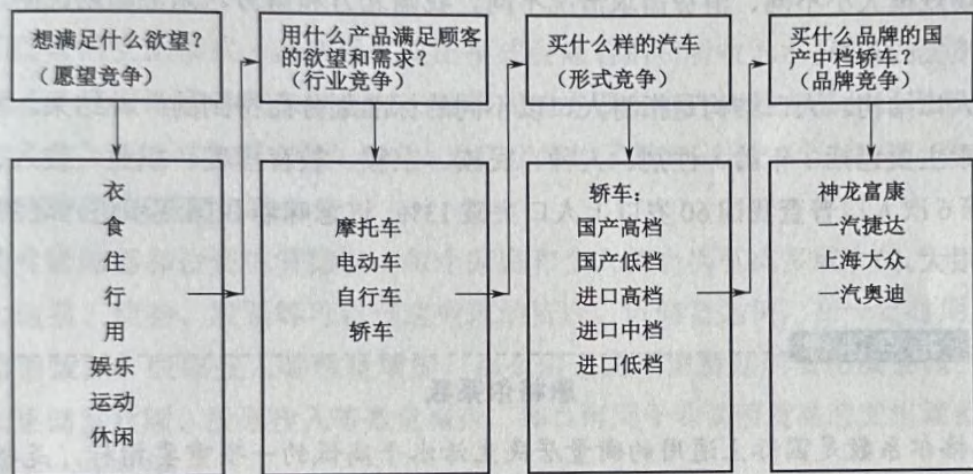 想满足什么欲望？
（愿望竞争）
用什么产品满足顾客
的欲望和需求？
（行业竞争）
买什么样的汽车
（形式竞争）
买什么品牌的国
产中档轿车？
（品牌竞争）
衣
食
住
行
用
娱乐
运动
休闲
摩托车
电动车
自行车
轿车
轿车：
国产高档
国产低档
进口高档
进口中档
进口低档
神龙富康
一汽捷达
上海大众
一汽奥迪